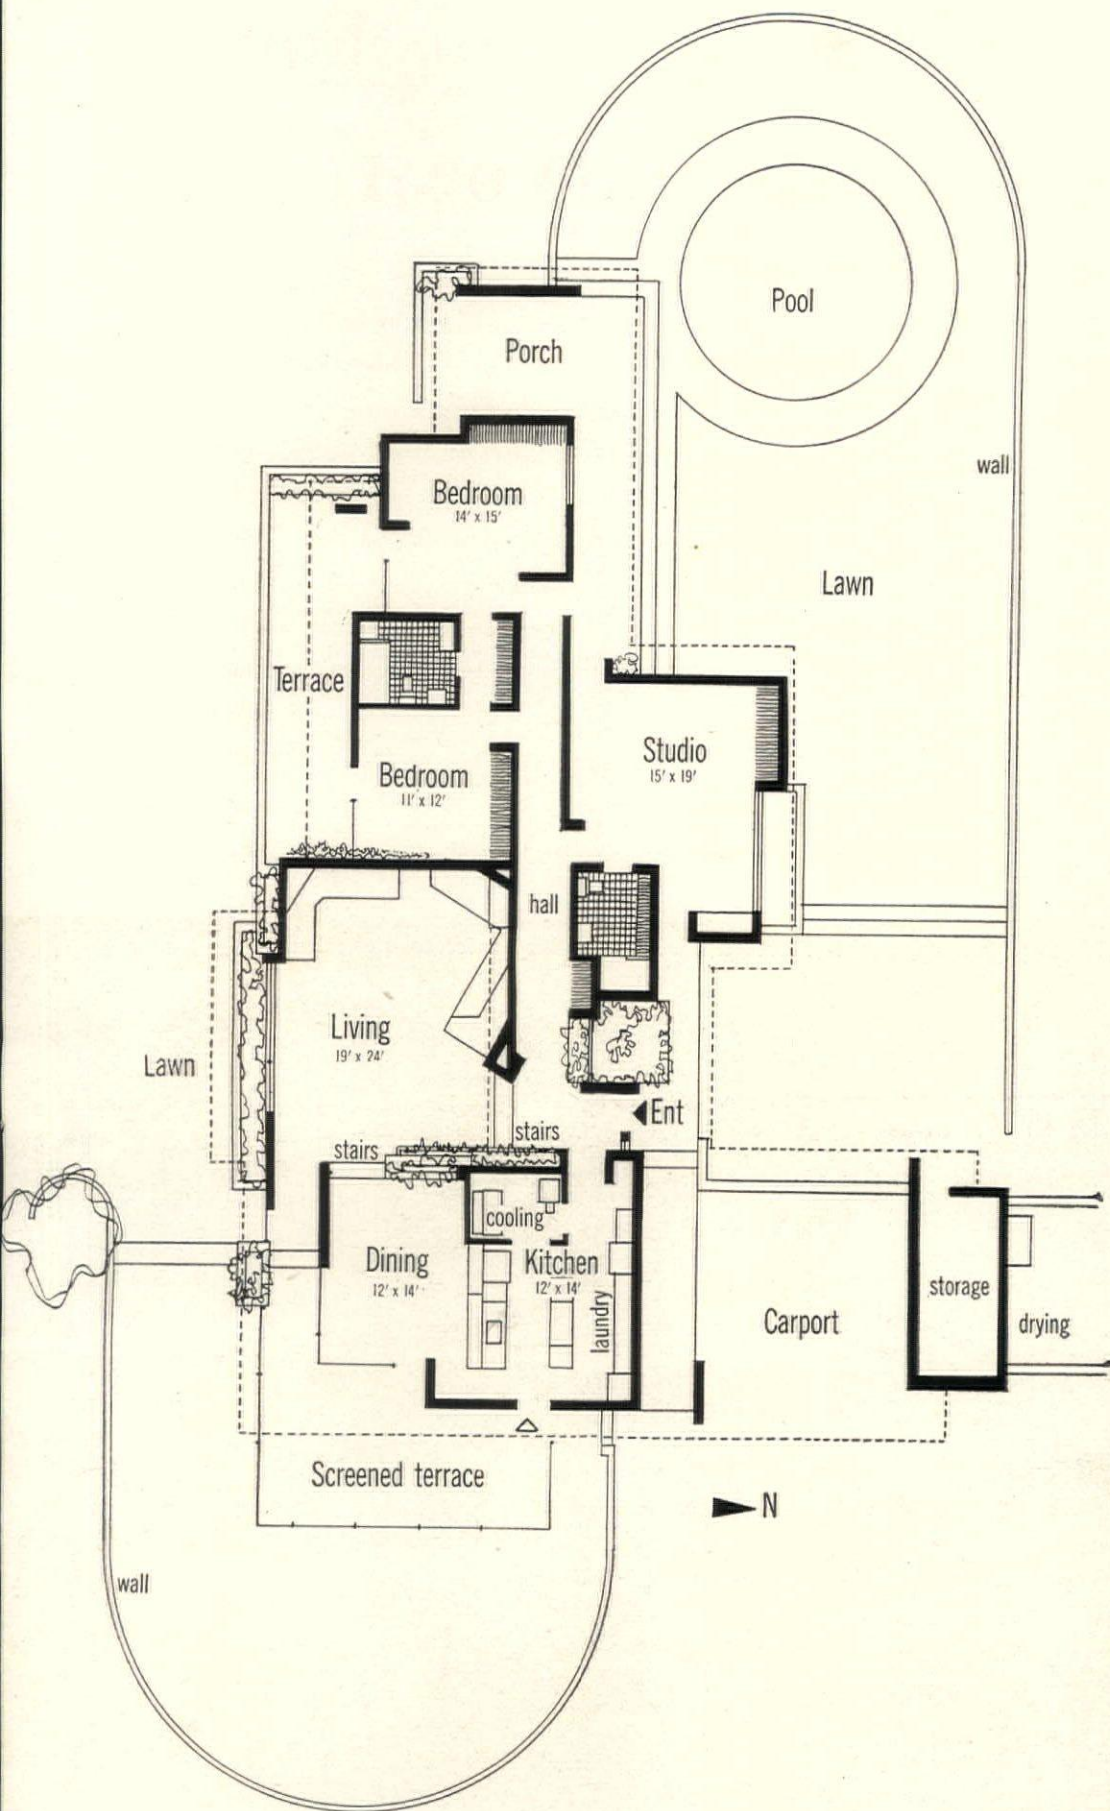 Pool
Porch
wall
Bedroom
14' x 15'
Lawn
Terrace
Studio
15' x 19'
Bedroom
11' x 12'
hall
Living
19' x 24'
Lawn
Ent
stairs
stairs
cooling
Dining
12' x 14'
Kitchen
12' x 14'
laundry
storage
Carport
drying
Screened terrace
N
wall